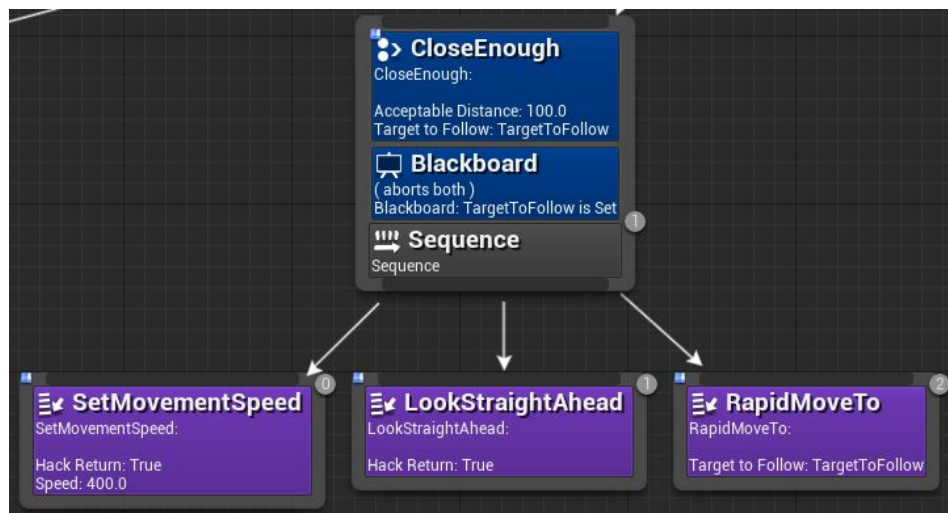 CloseEnough
CloseEnough:
Acceptable Distance: 100.0
Target to Follow: TargetToFollow
Blackboard
( aborts both )
Blackboard: TargetToFollow is Set
1
Sequence
Sequence
0
SetMovementSpeed
SetMovementSpeed:
Hack Return: True
Speed: 400.0
1
LookStraightAhead
LookStraightAhead:
Hack Return: True
2
RapidMoveTo
RapidMoveTo:
Target to Follow: TargetToFollow